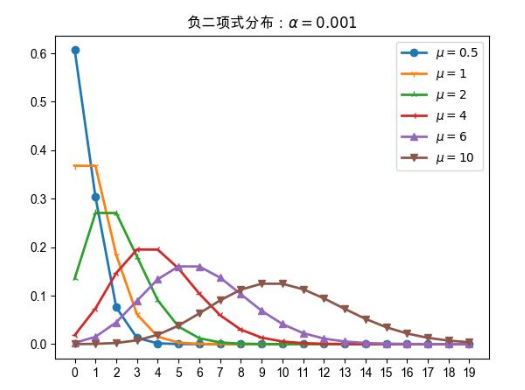 负二项式分布：α = 0.001
0.6
0.5
0.4
0.3
0.2
0.1
0.0
μ = 0.5
μ = 1
μ = 2
μ = 4
μ = 6
μ = 10
0 1 2 3 4 5 6 7 8 9 10 11 12 13 14 15 16 17 18 19